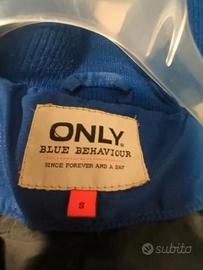 ONLY.
BLUE BEHAVIOUR
SINCE FOREVER AND A DAY
S
subito